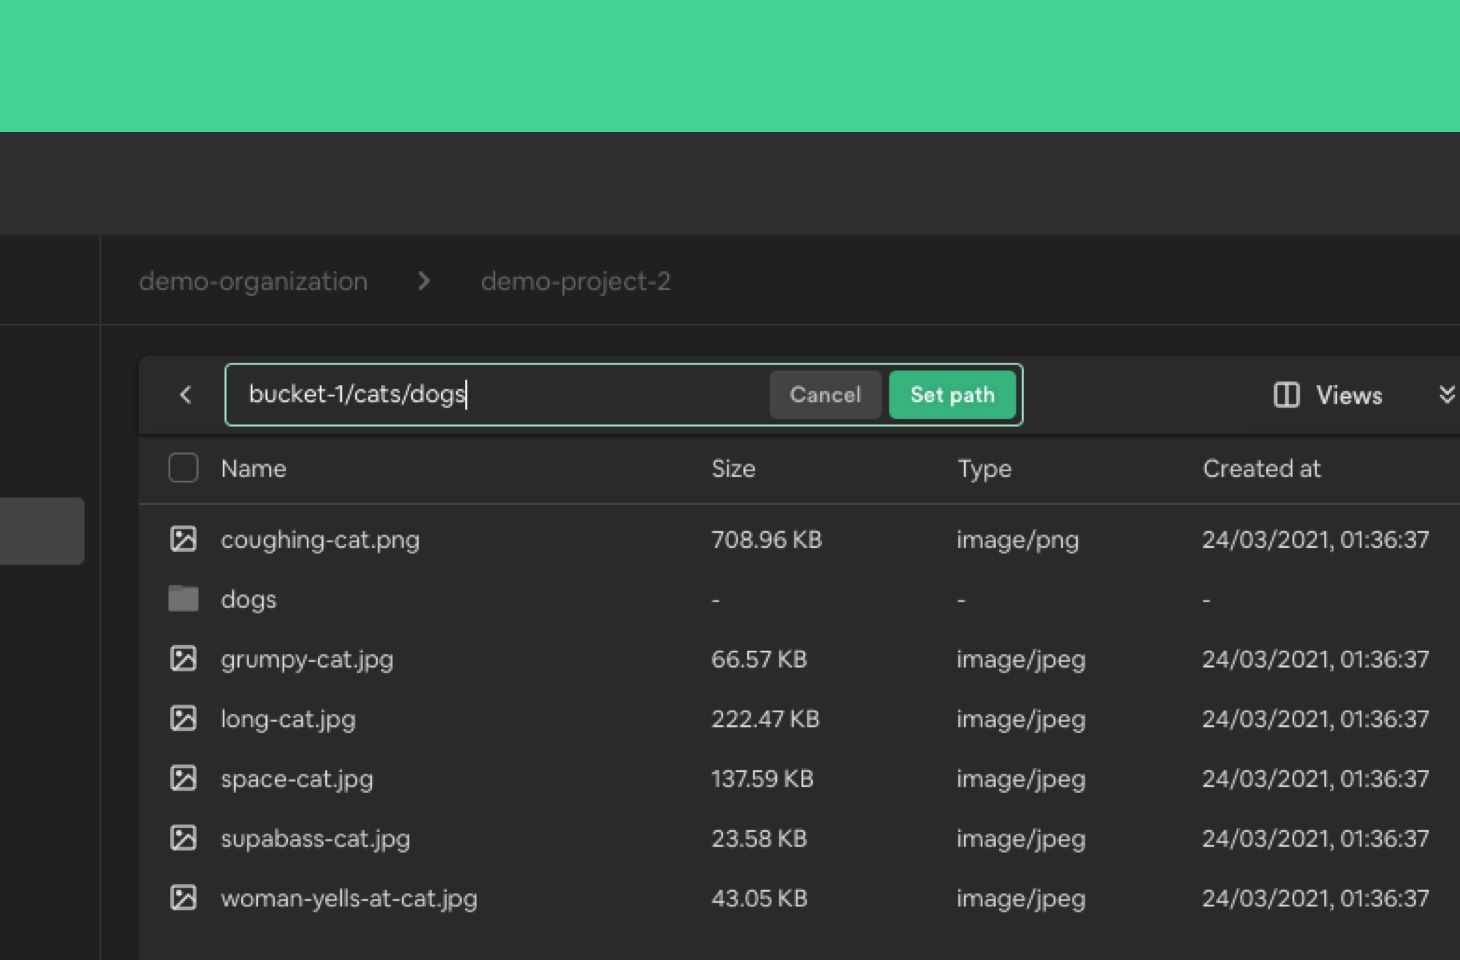 demo-organization > demo-project-2
bucket-1/cats/dogs Cancel Set path Views
Name Size Type Created at
coughing-cat.png 708.96 KB image/png 24/03/2021, 01:36:37
dogs - - -
grumpy-cat.jpg 66.57 KB image/jpeg 24/03/2021, 01:36:37
long-cat.jpg 222.47 KB image/jpeg 24/03/2021, 01:36:37
space-cat.jpg 137.59 KB image/jpeg 24/03/2021, 01:36:37
supabass-cat.jpg 23.58 KB image/jpeg 24/03/2021, 01:36:37
woman-yells-at-cat.jpg 43.05 KB image/jpeg 24/03/2021, 01:36:37